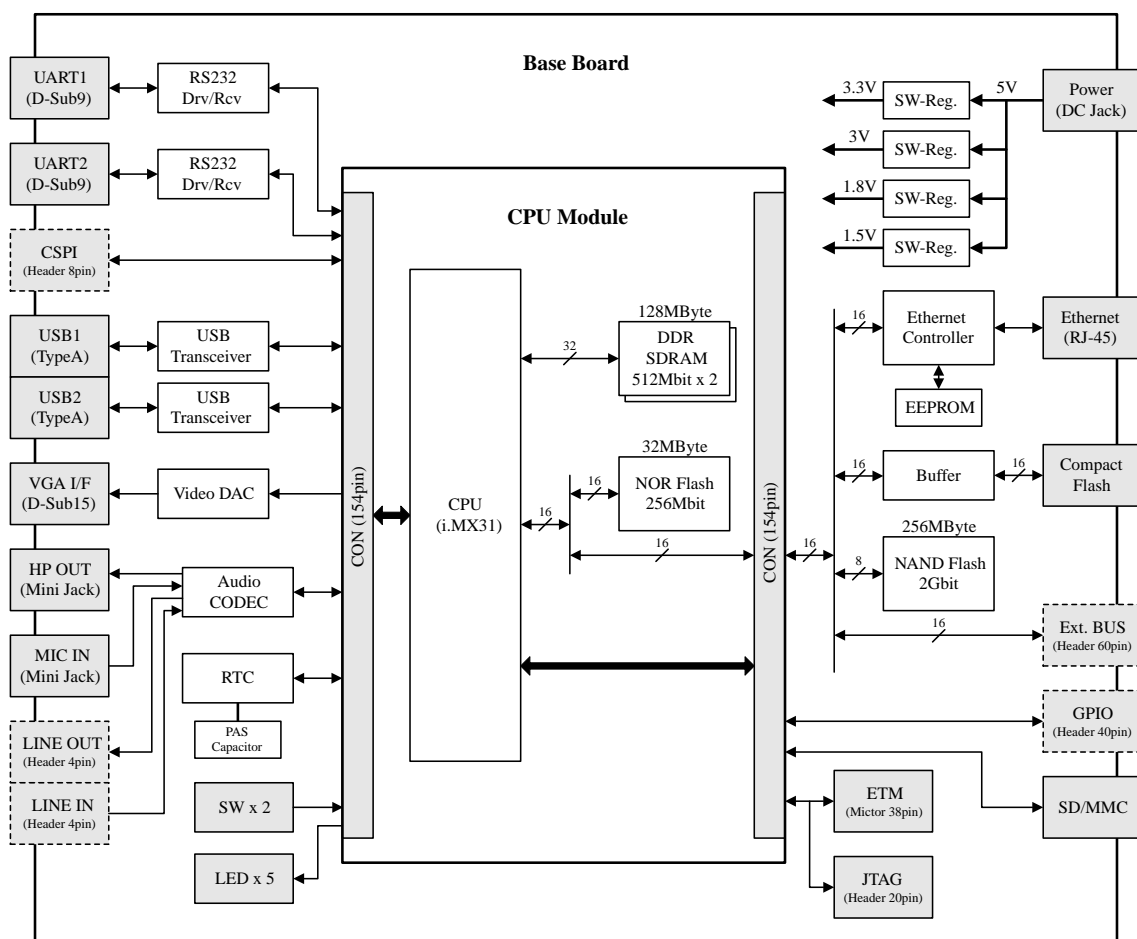 Base Board
UART1
(D-Sub9)
RS232
Drv/Rcv
UART2
(D-Sub9)
RS232
Drv/Rcv
CSPI
(Header 8pin)
USB1
(TypeA)
USB
Transceiver
USB2
(TypeA)
USB
Transceiver
VGA I/F
(D-Sub15)
Video DAC
HP OUT
(Mini Jack)
Audio
CODEC
MIC IN
(Mini Jack)
RTC
PAS
Capacitor
LINE OUT
(Header 4pin)
LINE IN
(Header 4pin)
SW x 2
LED x 5
CPU Module
CON (154pin)
CPU
(i.MX31)
128MByte
32
DDR
SDRAM
512Mbit x 2
32MByte
16
NOR Flash
256Mbit
16
16
CON (154pin)
3.3V
SW-Reg.
5V
Power
(DC Jack)
3V
SW-Reg.
1.8V
SW-Reg.
1.5V
SW-Reg.
16
Ethernet
Controller
Ethernet
(RJ-45)
EEPROM
16
Buffer
16
Compact
Flash
16
256MByte
8
NAND Flash
2Gbit
16
Ext. BUS
(Header 60pin)
GPIO
(Header 40pin)
SD/MMC
ETM
(Mictor 38pin)
JTAG
(Header 20pin)